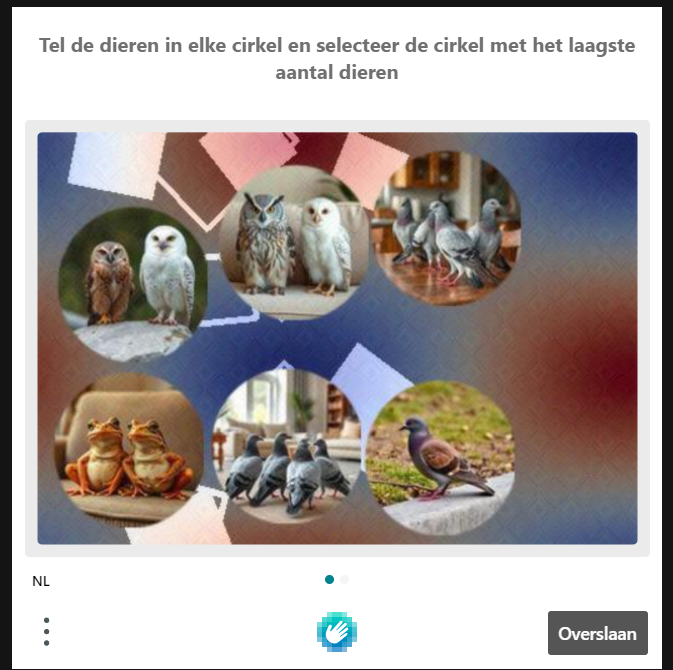 Tel de dieren in elke cirkel en selecteer de cirkel met het laagste
aantal dieren
NL
Overslaan